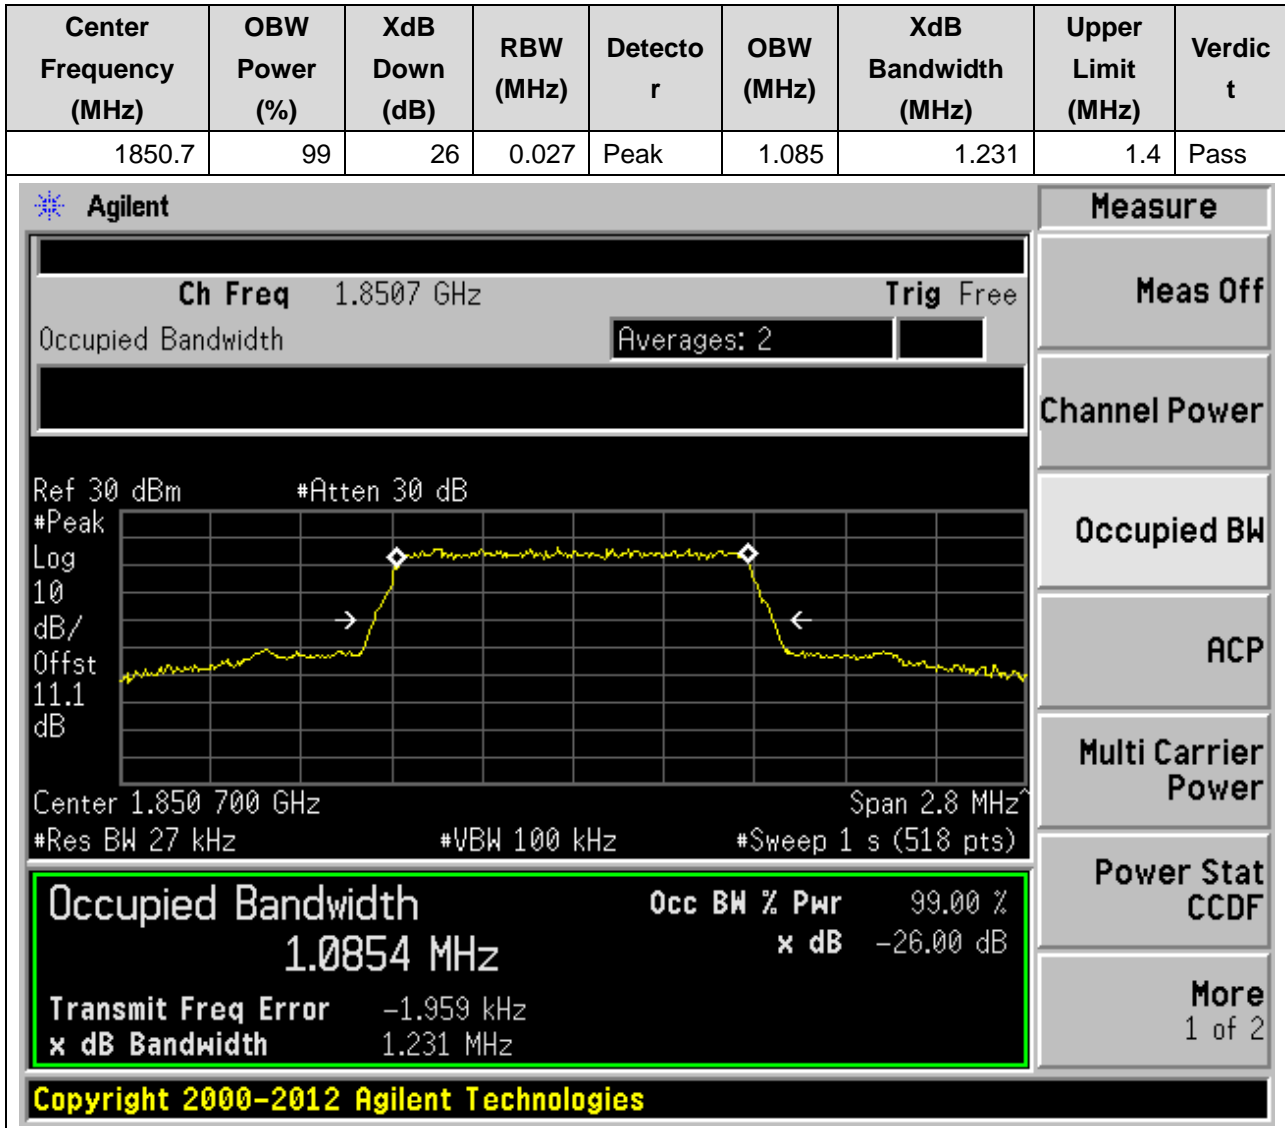 Center Frequency (MHz) OBW Power (%) XdB Down (dB) RBW (MHz) Detecto r OBW (MHz) XdB Bandwidth (MHz) Upper Limit (MHz) Verdic t
1850.7 99 26 0.027 Peak 1.085 1.231 1.4 Pass
Agilent
Measure
Ch Freq 1.8507 GHz Trig Free
Meas Off
Occupied Bandwidth Averages: 2
Channel Power
Ref 30 dBm #Atten 30 dB
#Peak
Log
10
dB/
Offst
11.1
dB
Occupied BW
ACP
Multi Carrier
Power
Center 1.850 700 GHz Span 2.8 MHz^
#Res BW 27 kHz #VBW 100 kHz #Sweep 1 s (518 pts)
Power Stat
CCDF
Occupied Bandwidth Occ BW % Pwr 99.00 %
1.0854 MHz x dB -26.00 dB
Transmit Freq Error -1.959 kHz
x dB Bandwidth 1.231 MHz
More
1 of 2
Copyright 2000-2012 Agilent Technologies